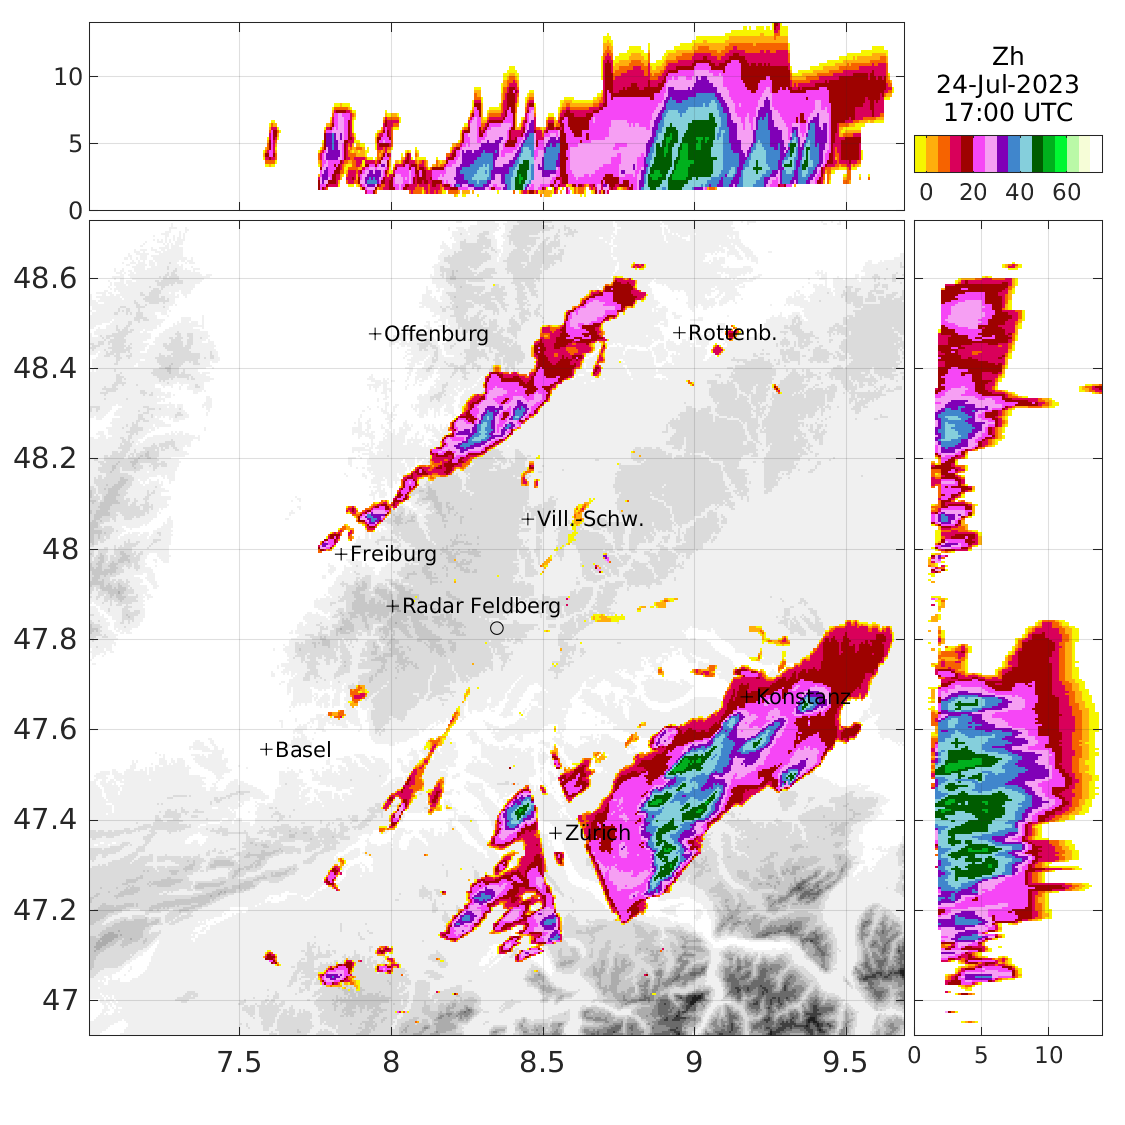 10
5
0
Zh
24-Jul-2023
17:00 UTC
0 20 40 60
48.6
48.4
48.2
48
47.8
47.6
47.4
47.2
47
+Offenburg
+Rottenb.
+Vill.-Schw.
+Freiburg
+Radar Feldberg
+Konstanz
+Basel
+Zürich
7.5 8 8.5 9 9.5
0 5 10